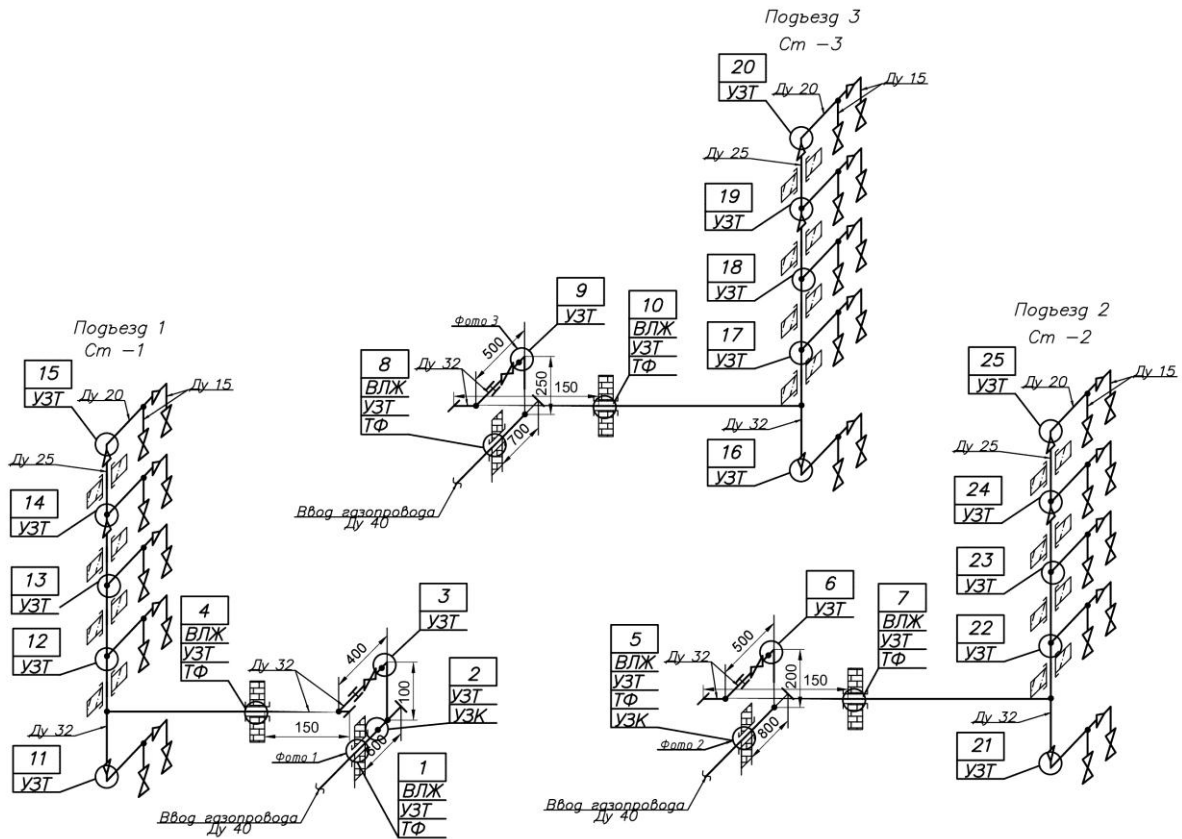 Подъезд 3
Ст -3
20
УЗТ
Ду 20
Ду 15
Ду 25
19
УЗТ
18
УЗТ
17
УЗТ
16
УЗТ
Ду 32
9
УЗТ
Фото 3
500
250
150
10
ВЛЖ
УЗТ
ТФ
8
ВЛЖ
УЗТ
ТФ
Ду 32
700
Ввод газопровода
Ду 40
Подъезд 1
Ст -1
15
УЗТ
Ду 20
Ду 15
Ду 25
14
УЗТ
13
УЗТ
12
УЗТ
11
УЗТ
Ду 32
4
ВЛЖ
УЗТ
ТФ
Ду 32
150
400
3
УЗТ
2
УЗТ
УЗК
100
600
Фото 1
1
ВЛЖ
УЗТ
ТФ
Ввод газопровода
Ду 40
Подъезд 2
Ст -2
25
УЗТ
Ду 20
Ду 15
Ду 25
24
УЗТ
23
УЗТ
22
УЗТ
21
УЗТ
Ду 32
6
УЗТ
7
ВЛЖ
УЗТ
ТФ
5
ВЛЖ
УЗТ
ТФ
УЗК
Ду 32
500
200
150
800
Фото 2
Ввод газопровода
Ду 40